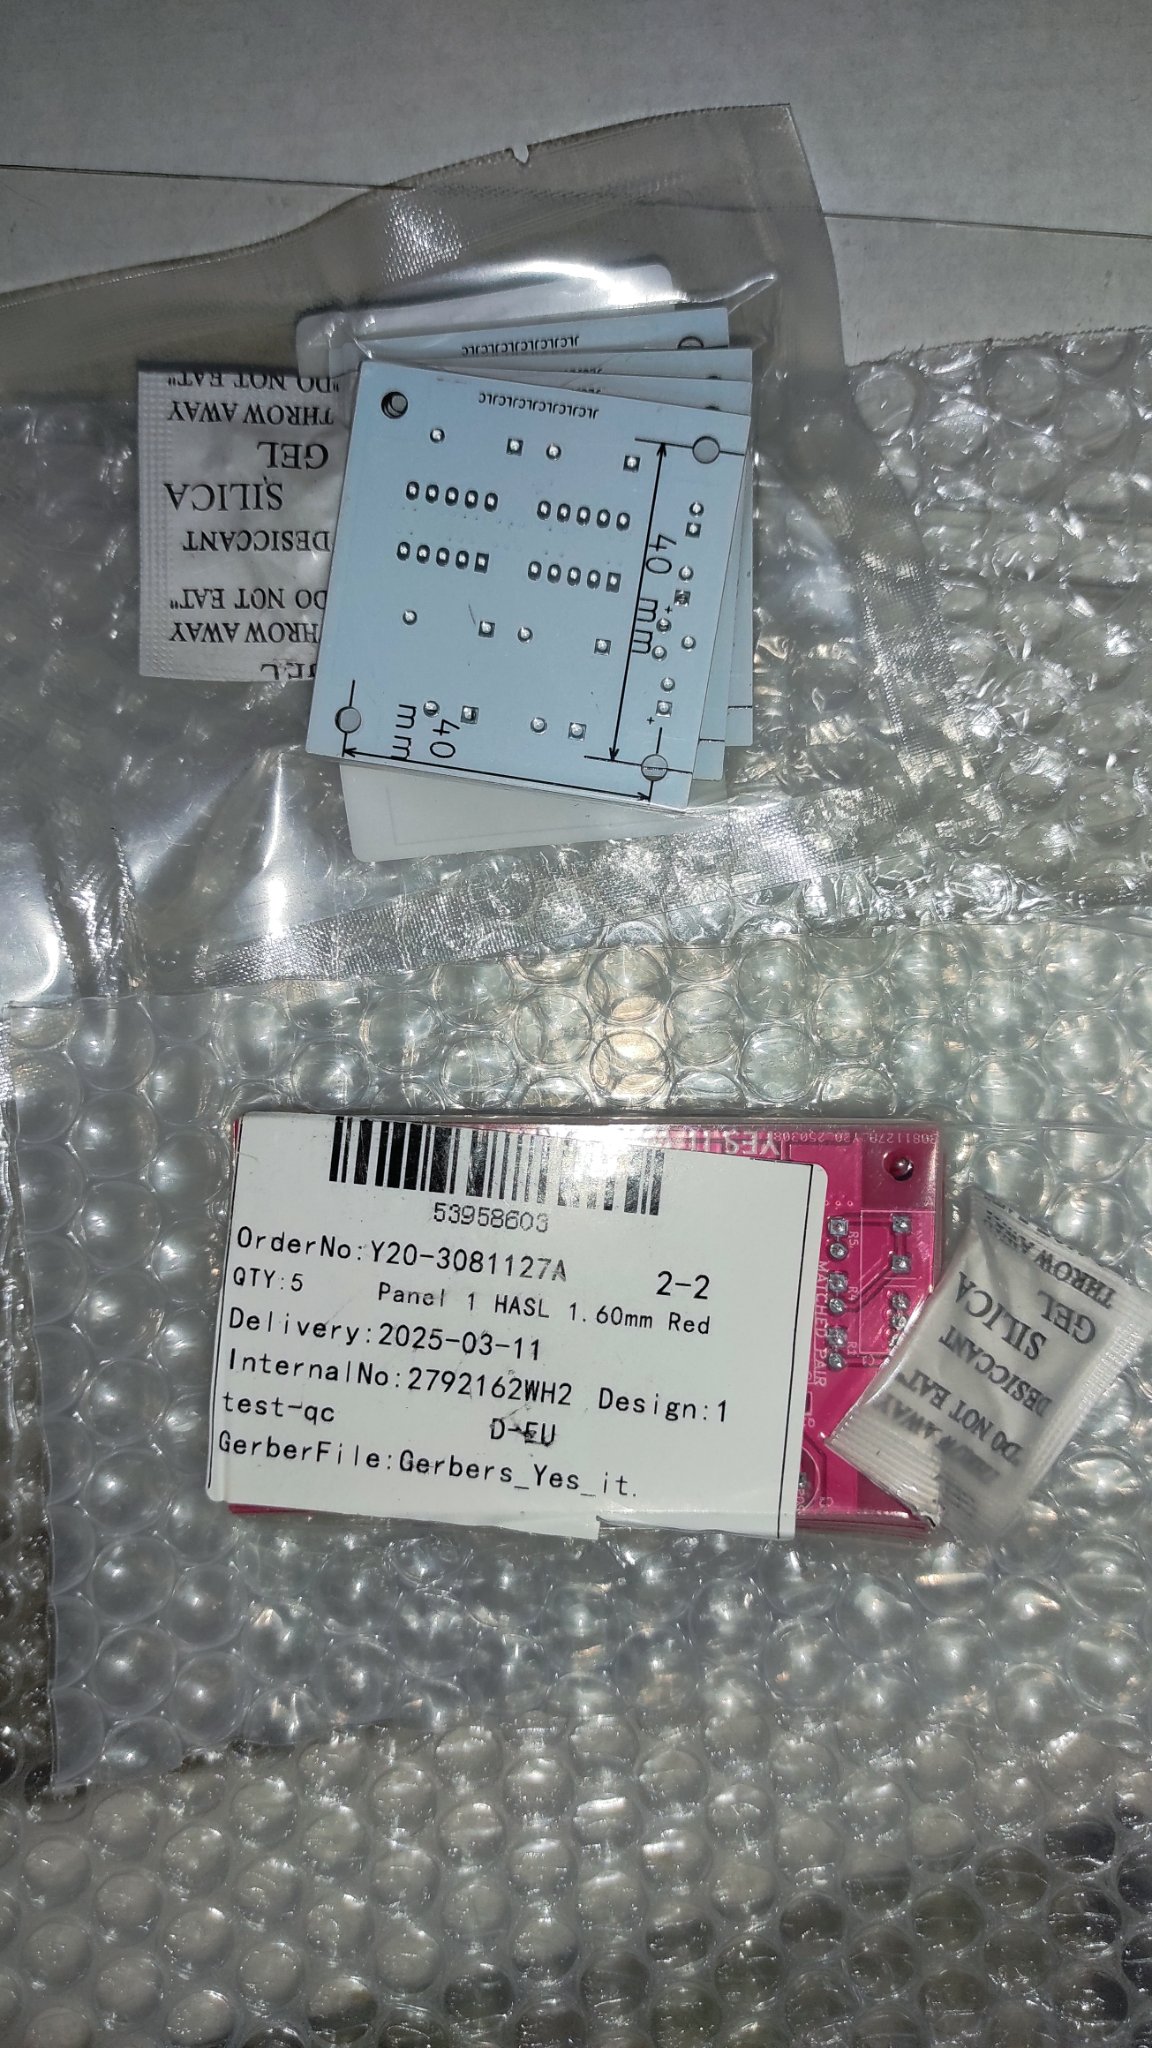 "DO NOT EAT"
THROW AWAY
GEL
SILICA
DESICCANT
DO NOT EAT"
THROW AWAY
JLCJLCJLCJLCJLC
JLCJLCJLCJLCJLC
40 mm
40 mm
+
+
53958603
OrderNo:Y20-3081127A
2-2
QTY:5 Panel 1 HASL 1.60mm Red
Delivery:2025-03-11
InternalNo:2792162WH2 Design:1
test-qc D-EU
GerberFile:Gerbers_Yes_it.
R5
MATCHED PAIR
THROW AWAY
GEL
SILICA
DESICCANT
"DO NOT EAT"